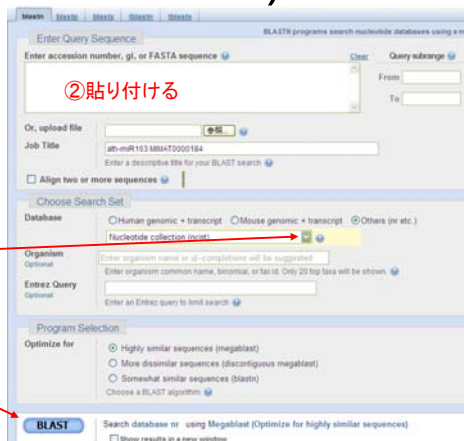 blastn blastp blastx tblastn tblastx
BLASTN programs search nucleotide databases using a n
Enter Query Sequence
Enter accession number, gi, or FASTA sequence
Clear
Query subrange
From
②貼り付ける
To
Or, upload file
参照...
Job Title
ath-miR163 MIMAT0000184
Enter a descriptive title for your BLAST search
Align two or more sequences
Choose Search Set
Database
Human genomic + transcript Mouse genomic + transcript Others (nr etc.)
Nucleotide collection (nr/nt)
Organism
Optional
Enter organism name or id--completions will be suggested
Enter organism common name, binomial, or tax id. Only 20 top taxa will be shown.
Entrez Query
Optional
Enter an Entrez query to limit search
Program Selection
Optimize for
Highly similar sequences (megablast)
More dissimilar sequences (discontiguous megablast)
Somewhat similar sequences (blastn)
Choose a BLAST algorithm
BLAST
Search database nr using Megablast (Optimize for highly similar sequences)
Show results in a new window